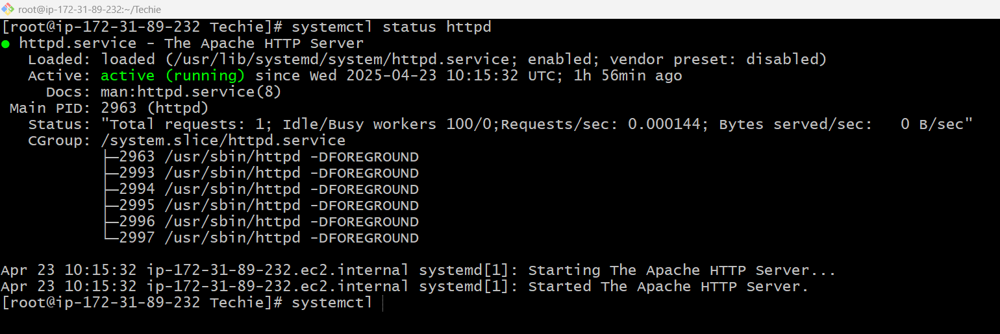 root@ip-172-31-89-232:~/Techie
[root@ip-172-31-89-232 Techie]# systemctl status httpd
● httpd.service - The Apache HTTP Server
   Loaded: loaded (/usr/lib/systemd/system/httpd.service; enabled; vendor preset: disabled)
   Active: active (running) since Wed 2025-04-23 10:15:32 UTC; 1h 56min ago
     Docs: man:httpd.service(8)
 Main PID: 2963 (httpd)
   Status: "Total requests: 1; Idle/Busy workers 100/0;Requests/sec: 0.000144; Bytes served/sec:   0 B/sec"
   CGroup: /system.slice/httpd.service
           ├─2963 /usr/sbin/httpd -DFOREGROUND
           ├─2993 /usr/sbin/httpd -DFOREGROUND
           ├─2994 /usr/sbin/httpd -DFOREGROUND
           ├─2995 /usr/sbin/httpd -DFOREGROUND
           ├─2996 /usr/sbin/httpd -DFOREGROUND
           └─2997 /usr/sbin/httpd -DFOREGROUND
Apr 23 10:15:32 ip-172-31-89-232.ec2.internal systemd[1]: Starting The Apache HTTP Server...
Apr 23 10:15:32 ip-172-31-89-232.ec2.internal systemd[1]: Started The Apache HTTP Server.
[root@ip-172-31-89-232 Techie]# systemctl